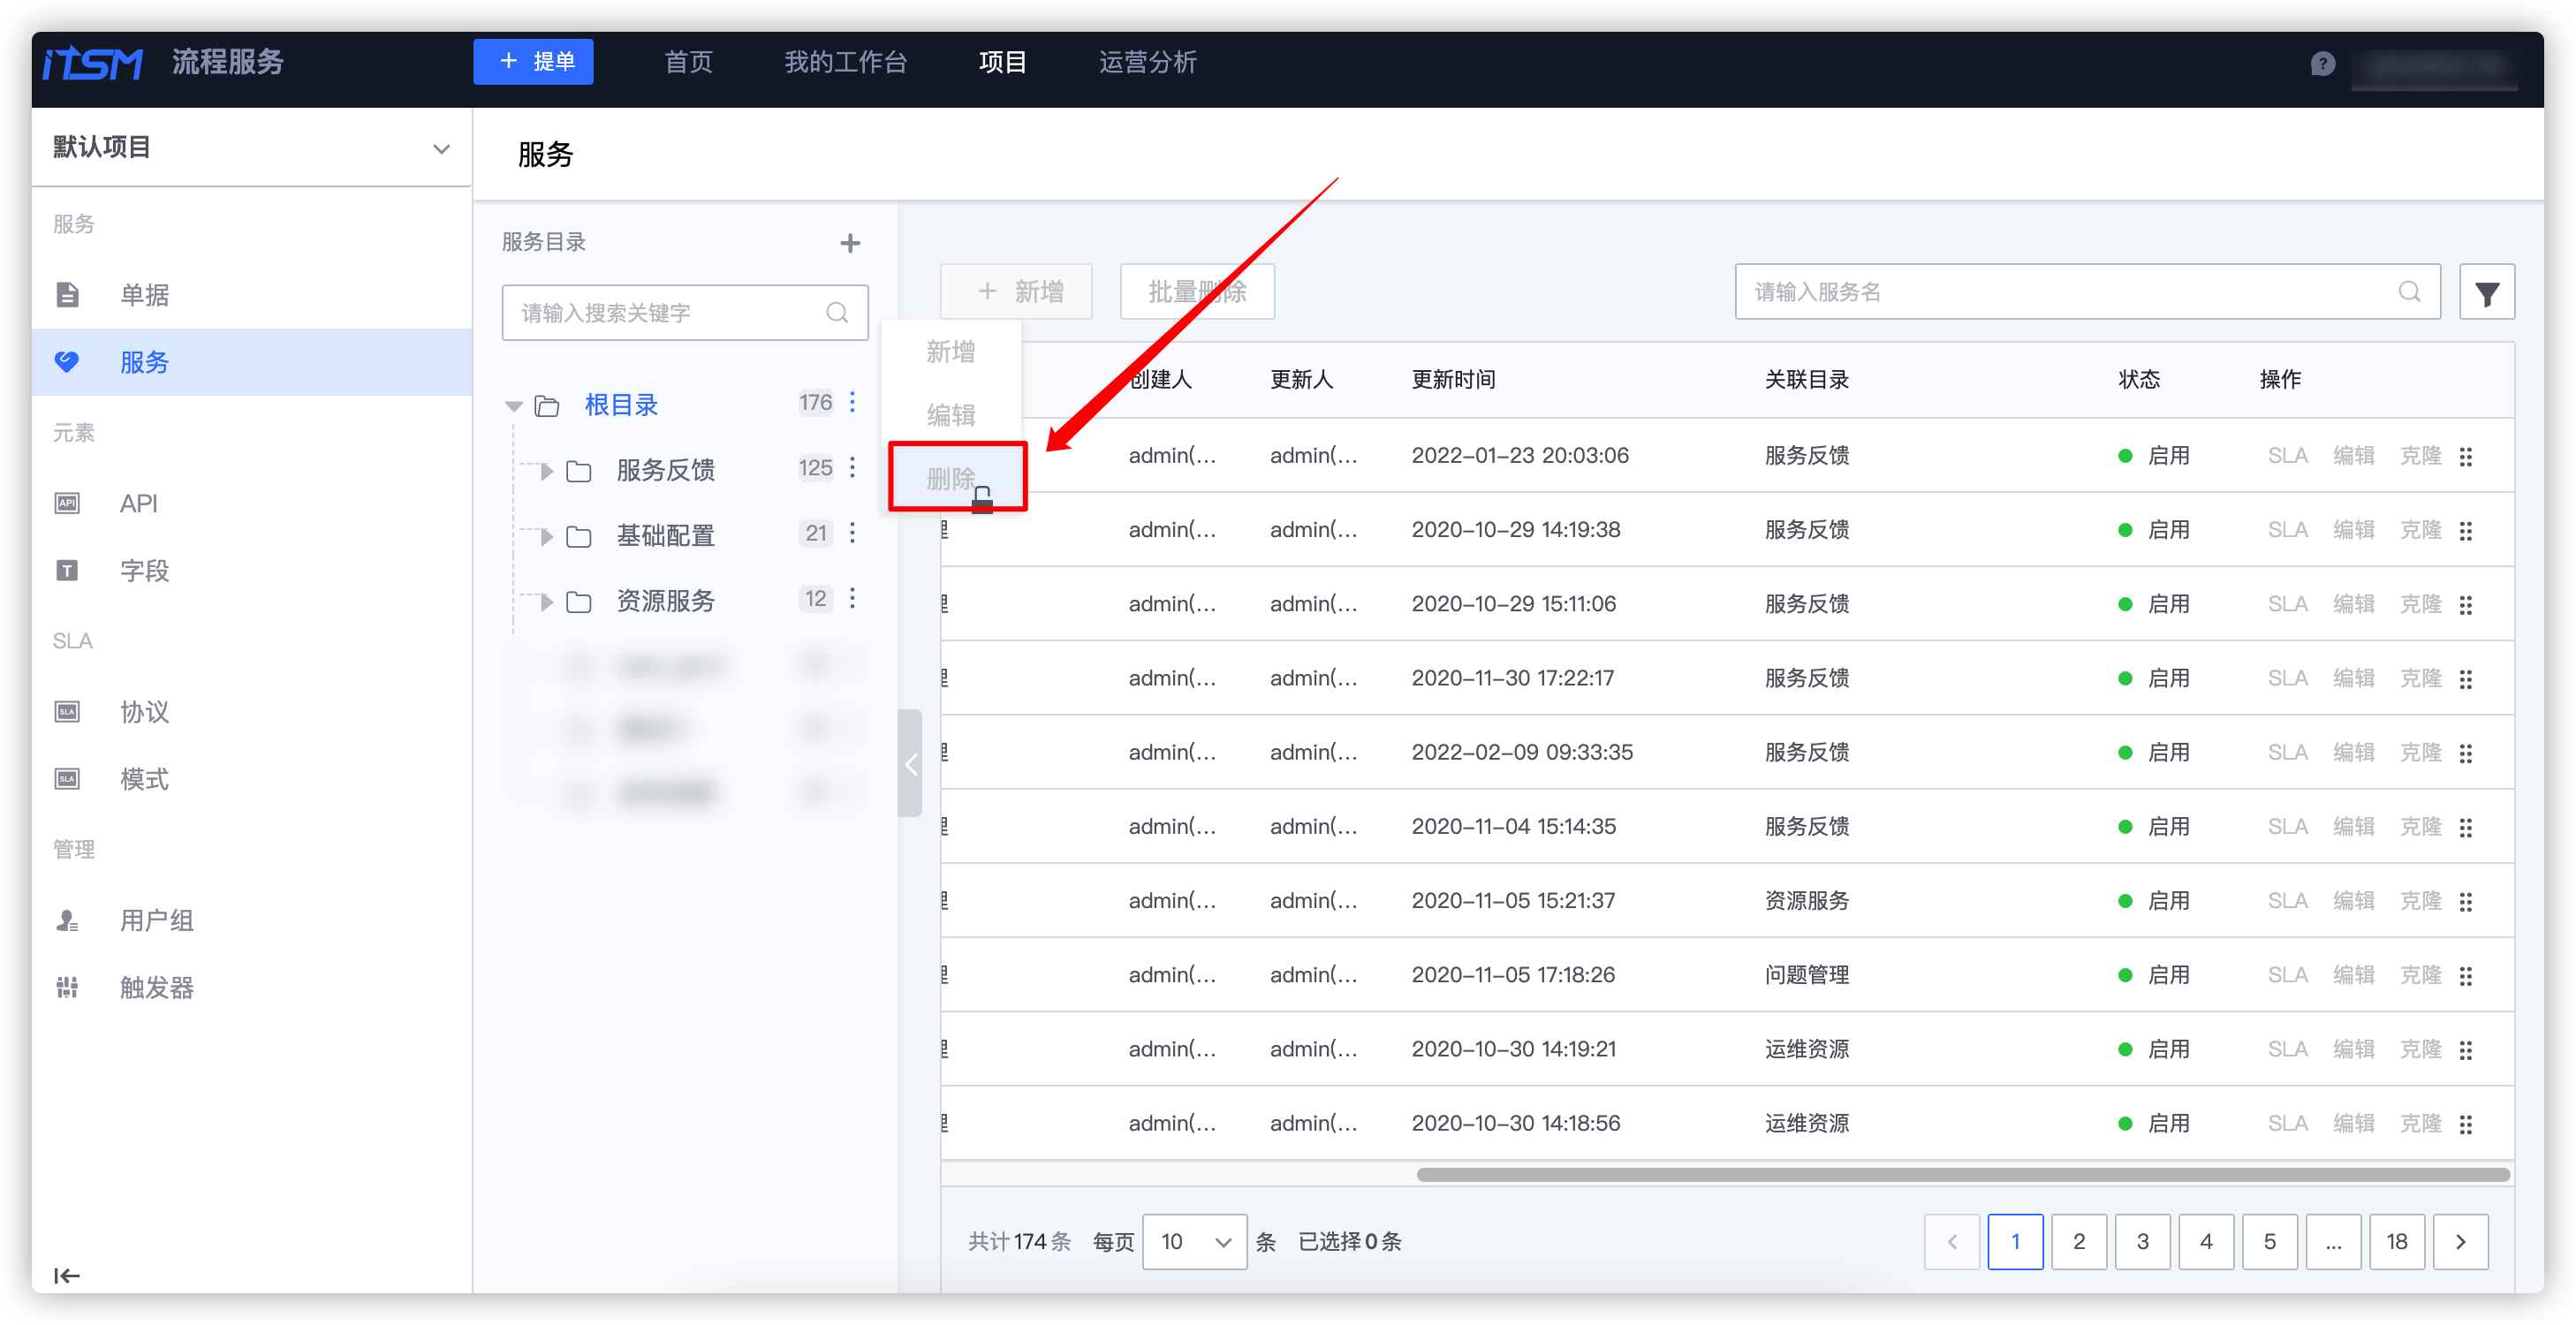 iTSM 流程服务 + 提单 首页 我的工作台 项目 运营分析
默认项目
服务
单据
服务
元素
API
字段
SLA
协议
模式
管理
用户组
触发器
服务
服务目录
请输入搜索关键字
根目录 176
服务反馈 125
基础配置 21
资源服务 12
+ 新增 批量删除 请输入服务名
新增
编辑
删除
创建人 更新人 更新时间 关联目录 状态 操作
admin(... admin(... 2022-01-23 20:03:06 服务反馈 启用 SLA 编辑 克隆
admin(... admin(... 2020-10-29 14:19:38 服务反馈 启用 SLA 编辑 克隆
admin(... admin(... 2020-10-29 15:11:06 服务反馈 启用 SLA 编辑 克隆
admin(... admin(... 2020-11-30 17:22:17 服务反馈 启用 SLA 编辑 克隆
admin(... admin(... 2022-02-09 09:33:35 服务反馈 启用 SLA 编辑 克隆
admin(... admin(... 2020-11-04 15:14:35 服务反馈 启用 SLA 编辑 克隆
admin(... admin(... 2020-11-05 15:21:37 资源服务 启用 SLA 编辑 克隆
admin(... admin(... 2020-11-05 17:18:26 问题管理 启用 SLA 编辑 克隆
admin(... admin(... 2020-10-30 14:19:21 运维资源 启用 SLA 编辑 克隆
admin(... admin(... 2020-10-30 14:18:56 运维资源 启用 SLA 编辑 克隆
共计174条 每页 10 条 已选择0条 1 2 3 4 5 ... 18